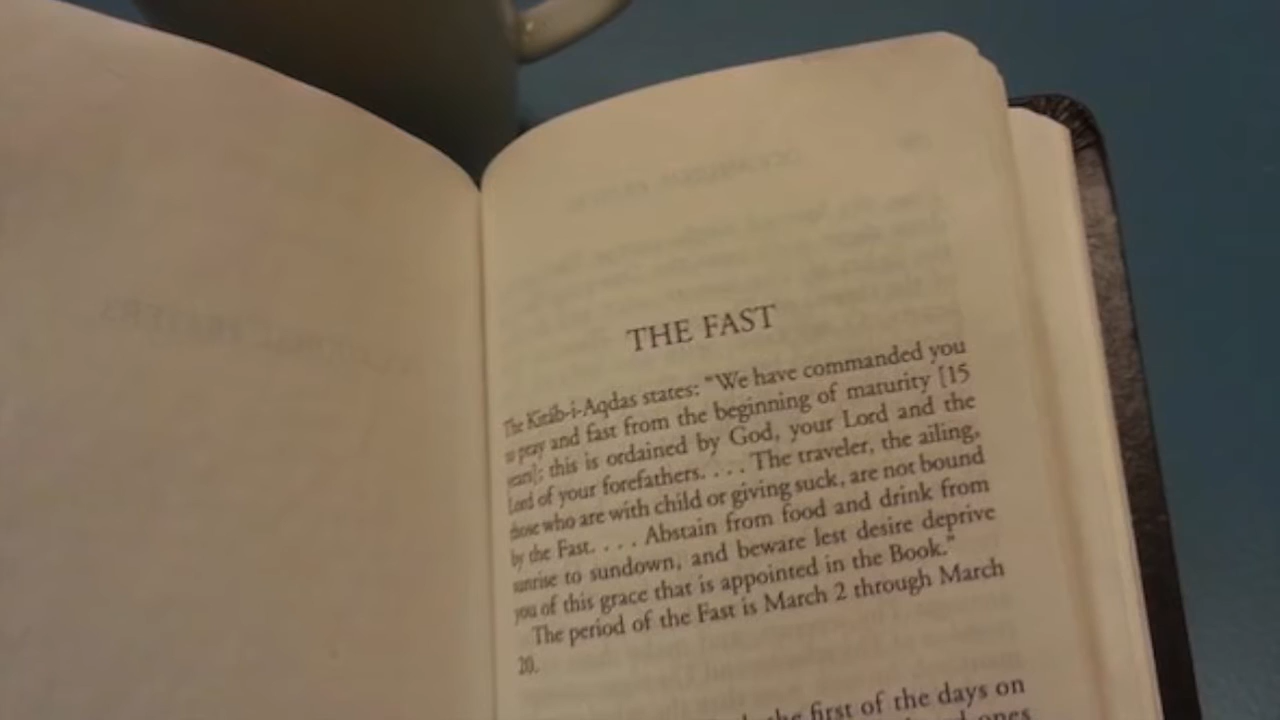 THE FAST
The Kitáb-i-Aqdas states: "We have commanded you
to pray and fast from the beginning of maturity [15
years]; this is ordained by God, your Lord and the
Lord of your forefathers. . . . The traveler, the ailing,
those who are with child or giving suck, are not bound
by the Fast. . . . Abstain from food and drink from
sunrise to sundown, and beware lest desire deprive
you of this grace that is appointed in the Book."
The period of the Fast is March 2 through March
20.
the first of the days on
ones